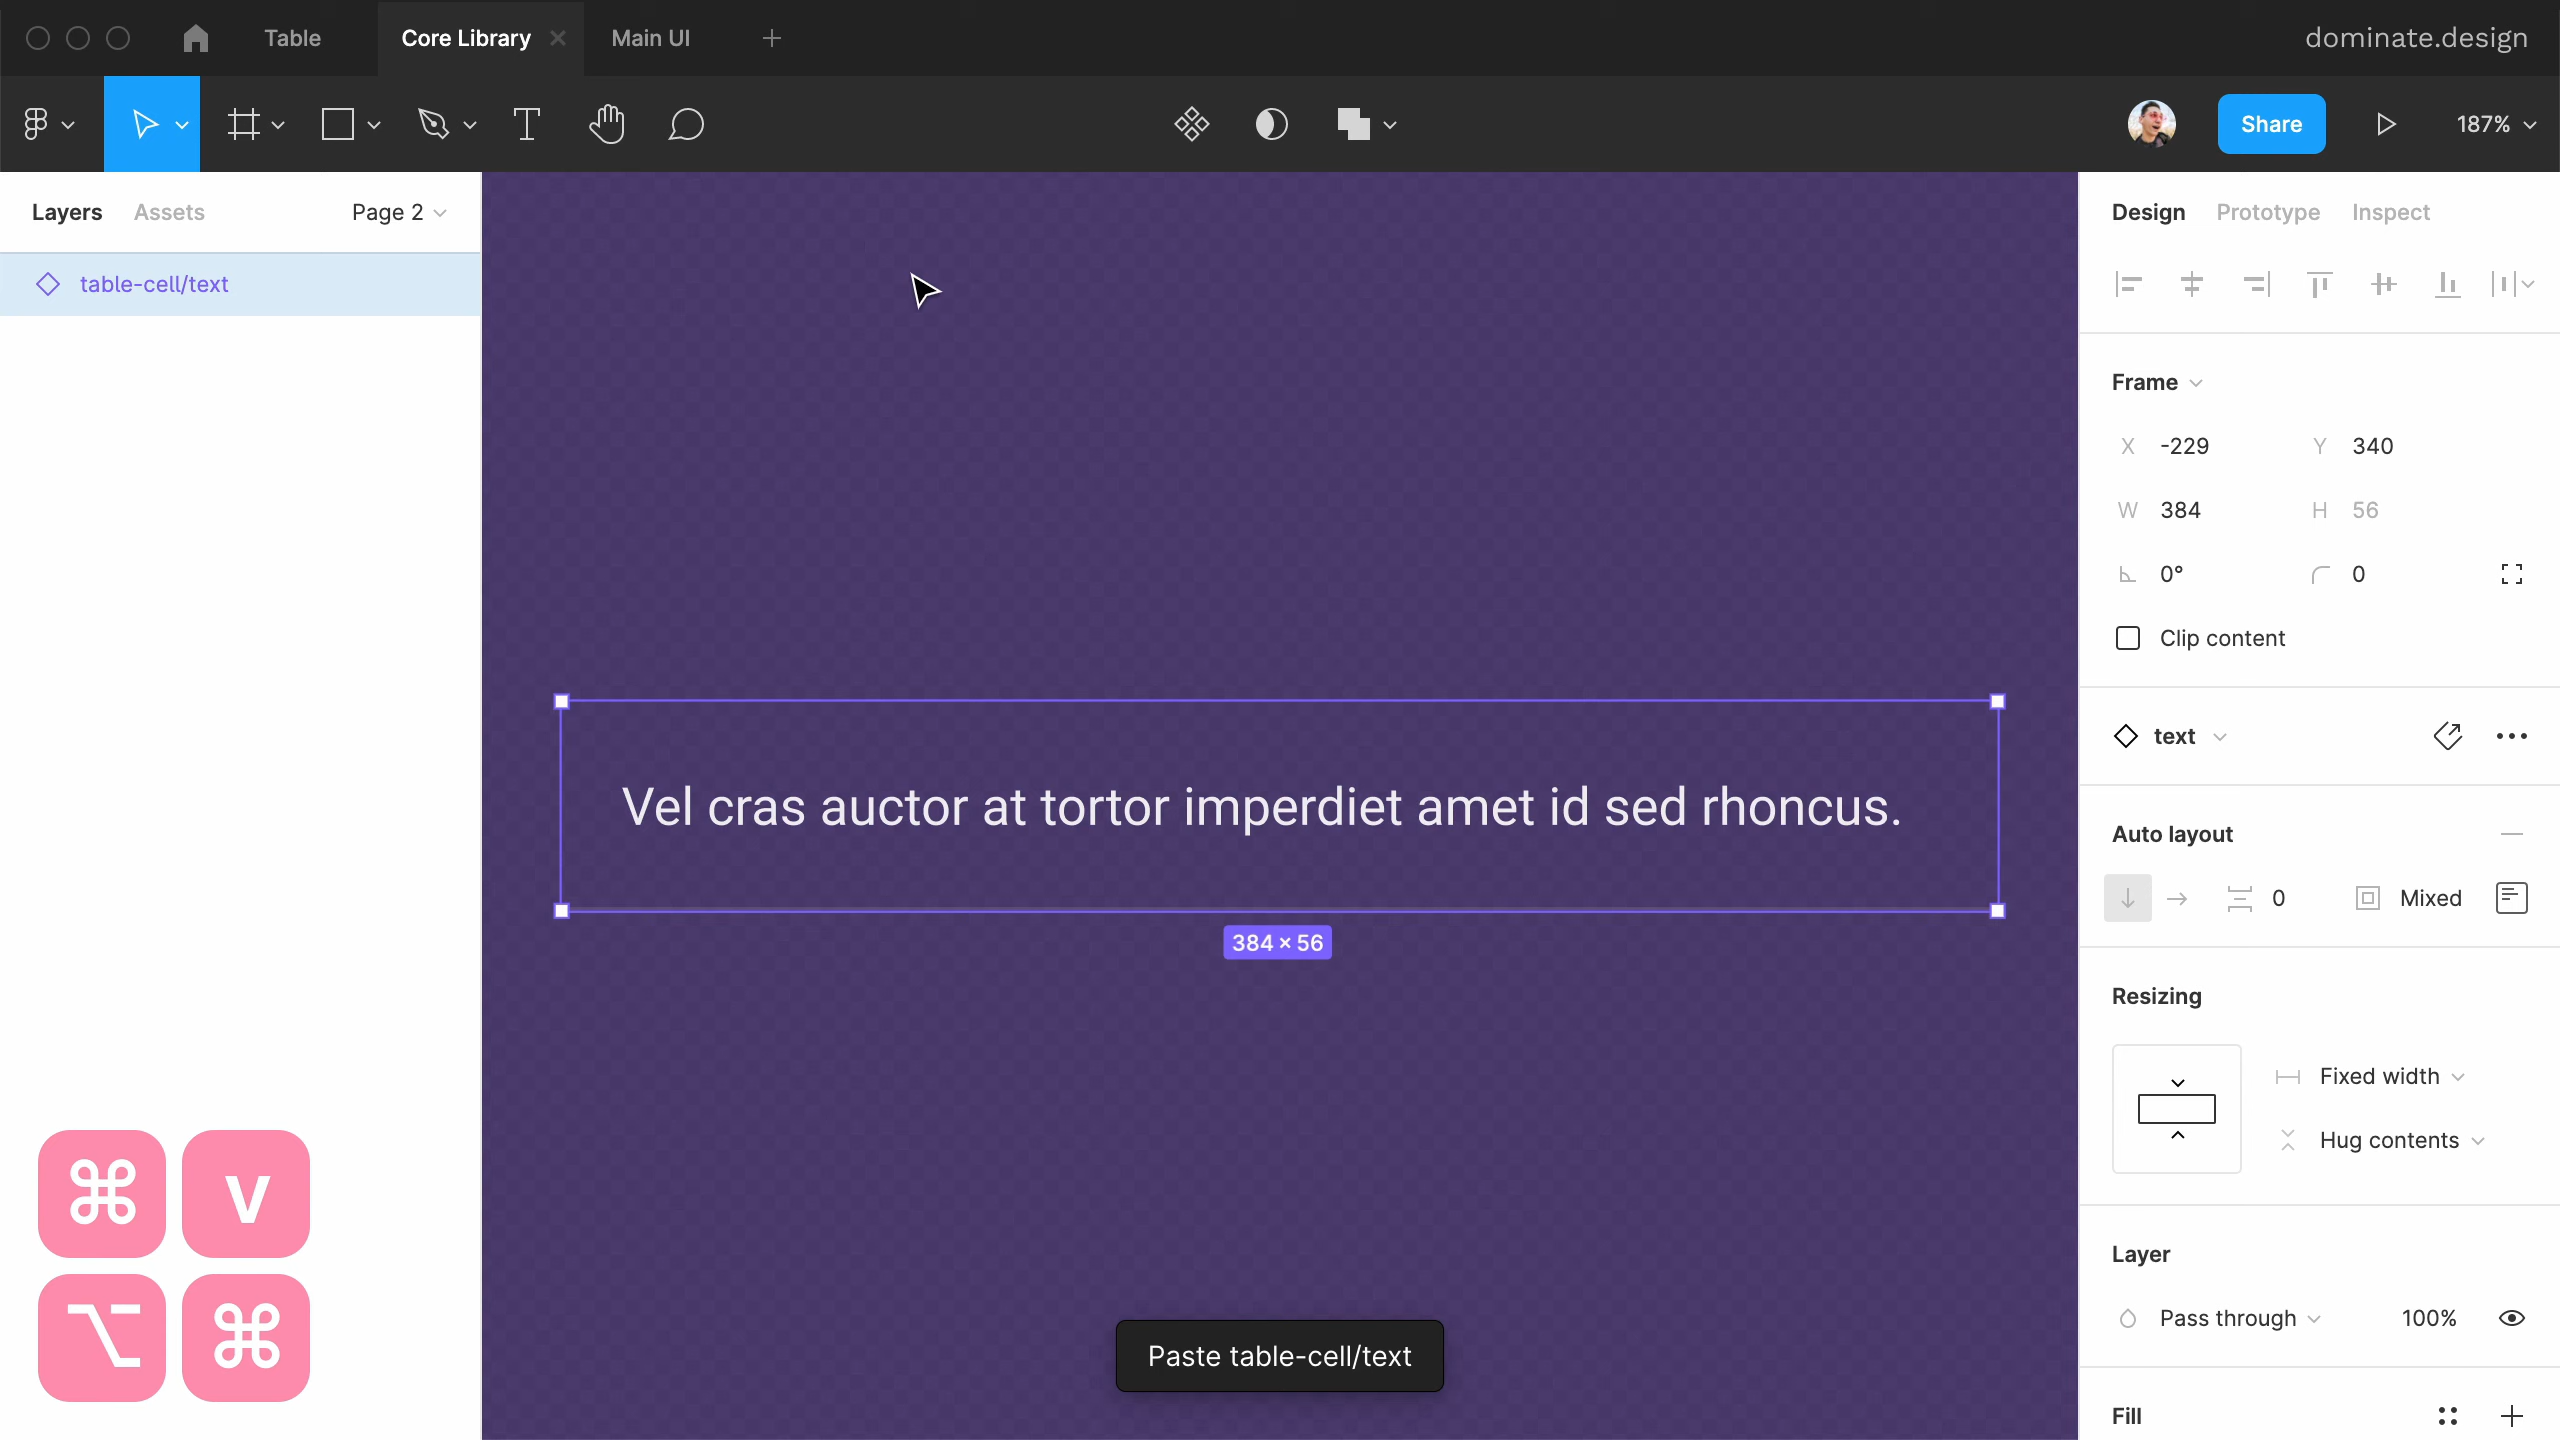 Table
Core Library
Main UI
dominate.design
Share
187%
Layers
Assets
Page 2
table-cell/text
Design
Prototype
Inspect
Frame
X -229
Y 340
W 384
H 56
0°
0
Clip content
text
Auto layout
0
Mixed
Resizing
Fixed width
Hug contents
Layer
Pass through
100%
Fill
Vel cras auctor at tortor imperdiet amet id sed rhoncus.
384 × 56
⌘ V
⌥ ⌘
Paste table-cell/text